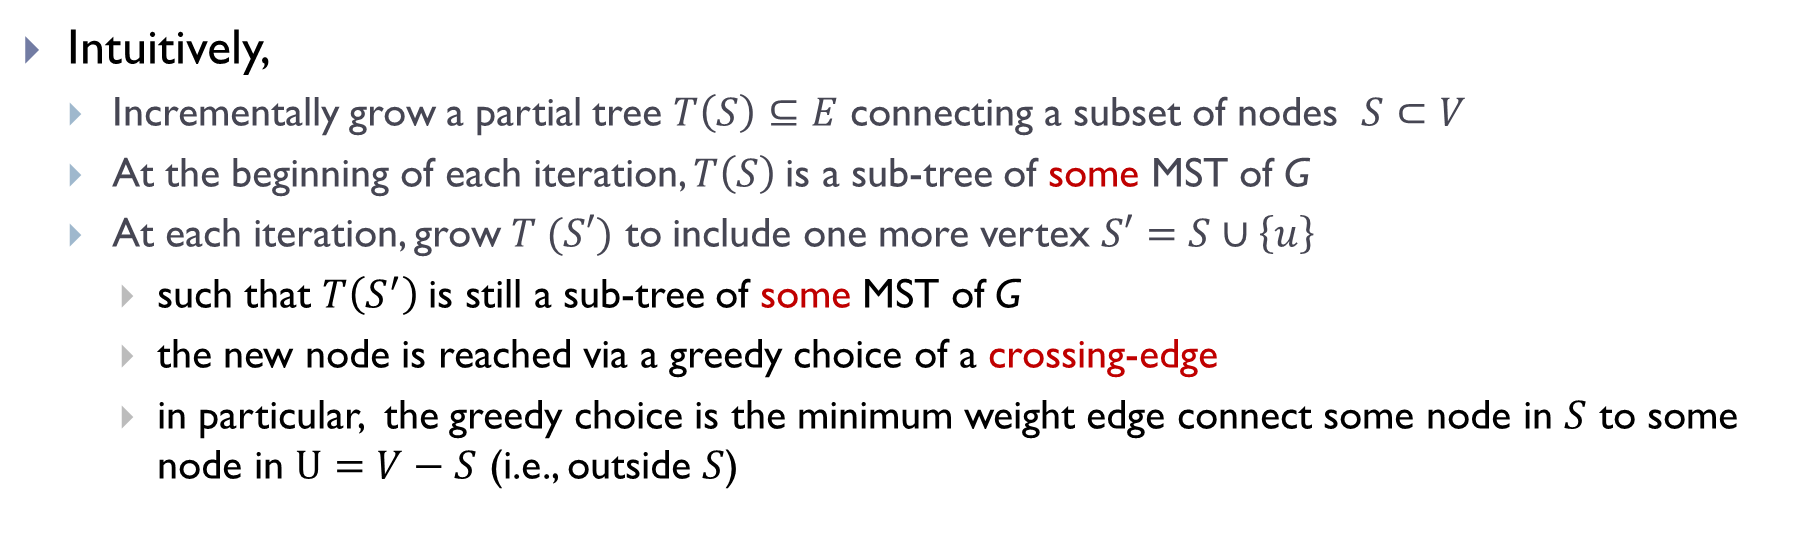 Intuitively,
Incrementally grow a partial tree T(S) ⊆ E connecting a subset of nodes S ⊂ V
At the beginning of each iteration, T(S) is a sub-tree of some MST of G
At each iteration, grow T (S′) to include one more vertex S′ = S ∪ {u}
such that T(S′) is still a sub-tree of some MST of G
the new node is reached via a greedy choice of a crossing-edge
in particular, the greedy choice is the minimum weight edge connect some node in S to some
node in U = V − S (i.e., outside S)